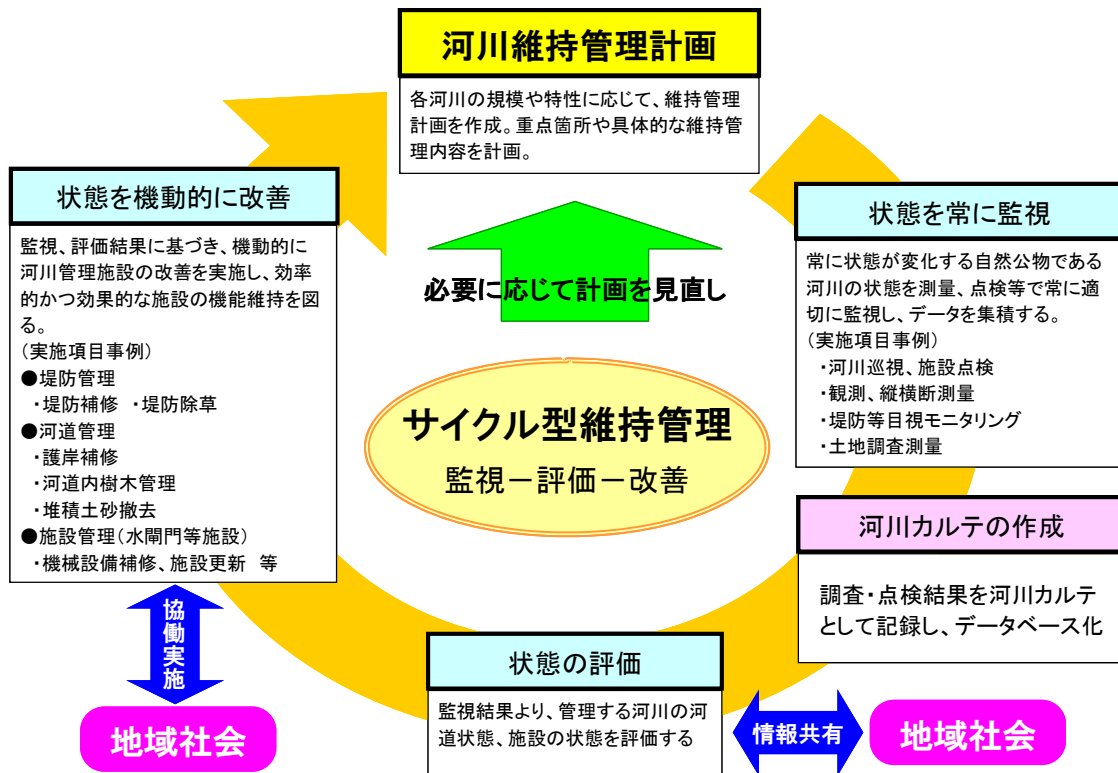 河川維持管理計画
各河川の規模や特性に応じて、維持管理
計画を作成。重点箇所や具体的な維持管
理内容を計画。
状態を常に監視
常に状態が変化する自然公物である
河川の状態を測量、点検等で常に適
切に監視し、データを集積する。
（実施項目事例）
・河川巡視、施設点検
・観測、縦横断測量
・堤防等目視モニタリング
・土地調査測量
河川カルテの作成
調査・点検結果を河川カルテ
として記録し、データベース化
状態の評価
監視結果より、管理する河川の河
道状態、施設の状態を評価する
情報共有
地域社会
状態を機動的に改善
監視、評価結果に基づき、機動的に
河川管理施設の改善を実施し、効率
的かつ効果的な施設の機能維持を図
る。
（実施項目事例）
●堤防管理
・堤防補修　・堤防除草
●河道管理
・護岸補修
・河道内樹木管理
・堆積土砂撤去
●施設管理（水閘門等施設）
・機械設備補修、施設更新　等
協働実施
地域社会
必要に応じて計画を見直し
サイクル型維持管理
監視－評価－改善